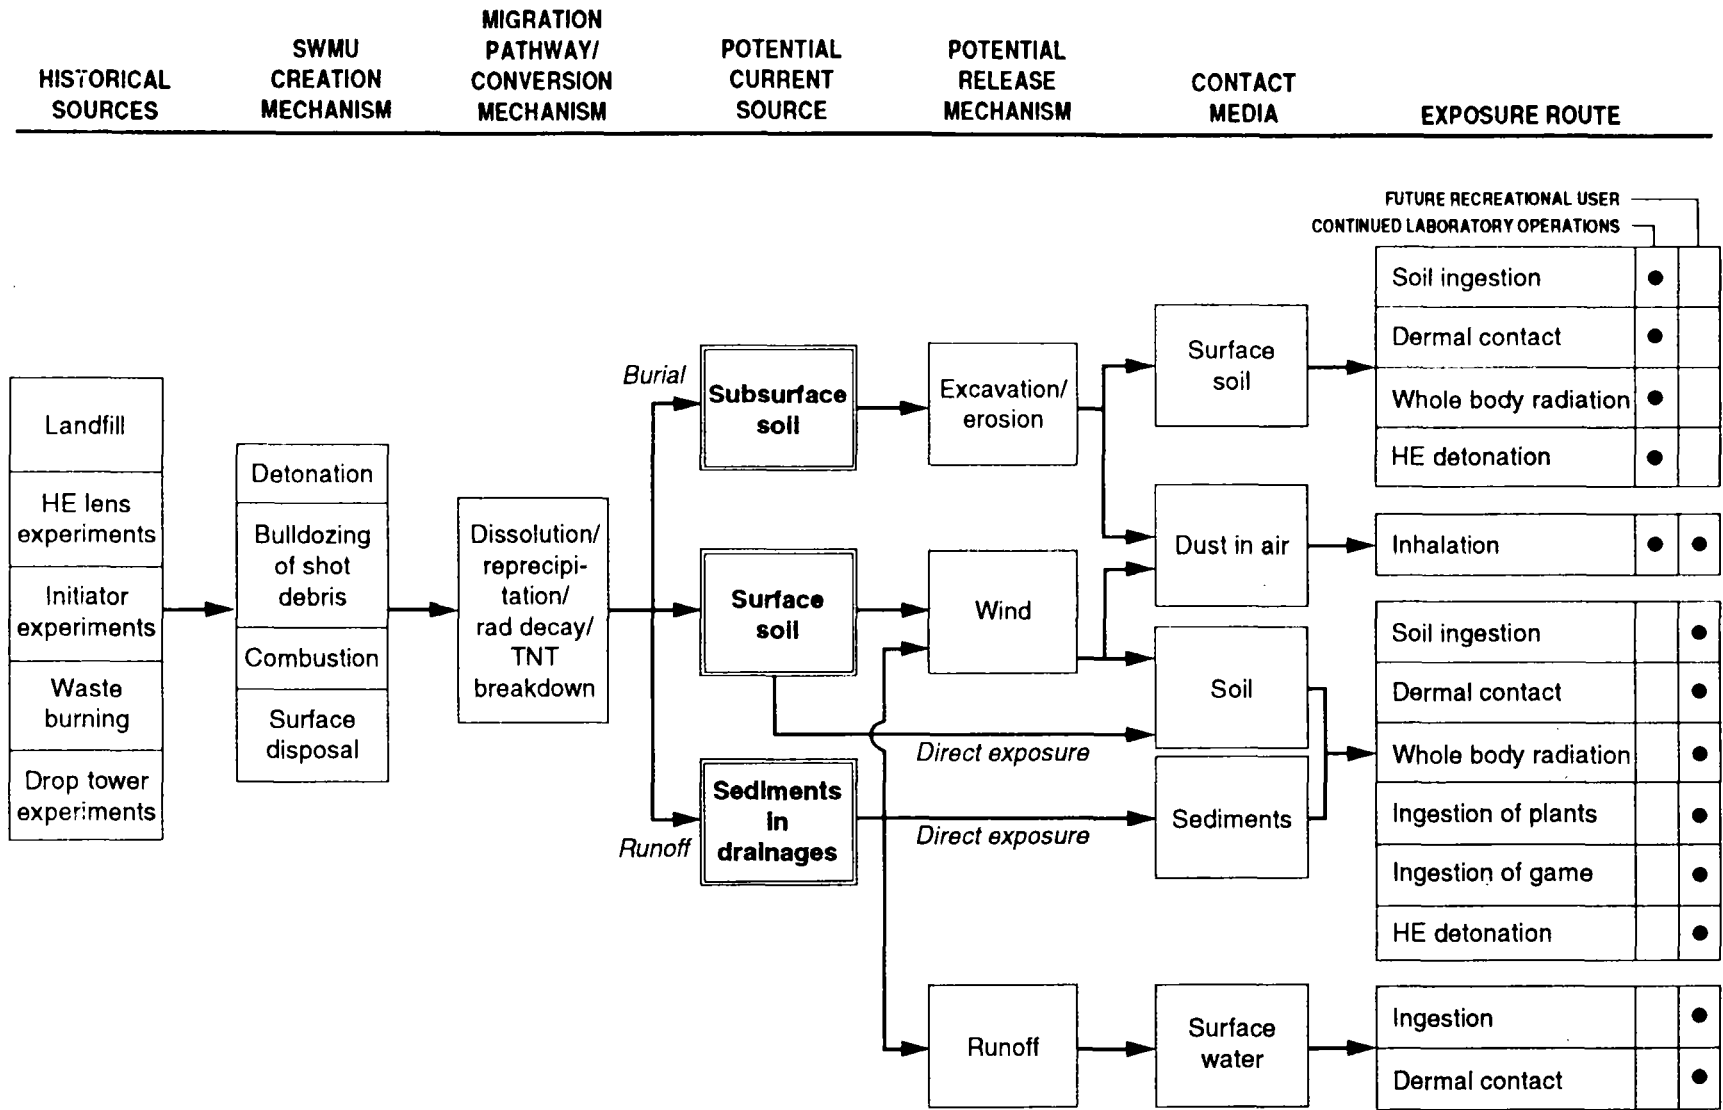 HISTORICAL
SOURCES
SWMU
CREATION
MECHANISM
MIGRATION
PATHWAY/
CONVERSION
MECHANISM
POTENTIAL
CURRENT
SOURCE
POTENTIAL
RELEASE
MECHANISM
CONTACT
MEDIA
EXPOSURE ROUTE
FUTURE RECREATIONAL USER
CONTINUED LABORATORY OPERATIONS
Landfill
HE lens
experiments
Initiator
experiments
Waste
burning
Drop tower
experiments
Detonation
Bulldozing
of shot
debris
Combustion
Surface
disposal
Dissolution/
reprecipi-
tation/
rad decay/
TNT
breakdown
Burial
Runoff
Subsurface
soil
Surface
soil
Sediments
in
drainages
Excavation/
erosion
Wind
Direct exposure
Direct exposure
Runoff
Surface
soil
Dust in air
Soil
Sediments
Surface
water
Soil ingestion
Dermal contact
Whole body radiation
HE detonation
Inhalation
Soil ingestion
Dermal contact
Whole body radiation
Ingestion of plants
Ingestion of game
HE detonation
Ingestion
Dermal contact